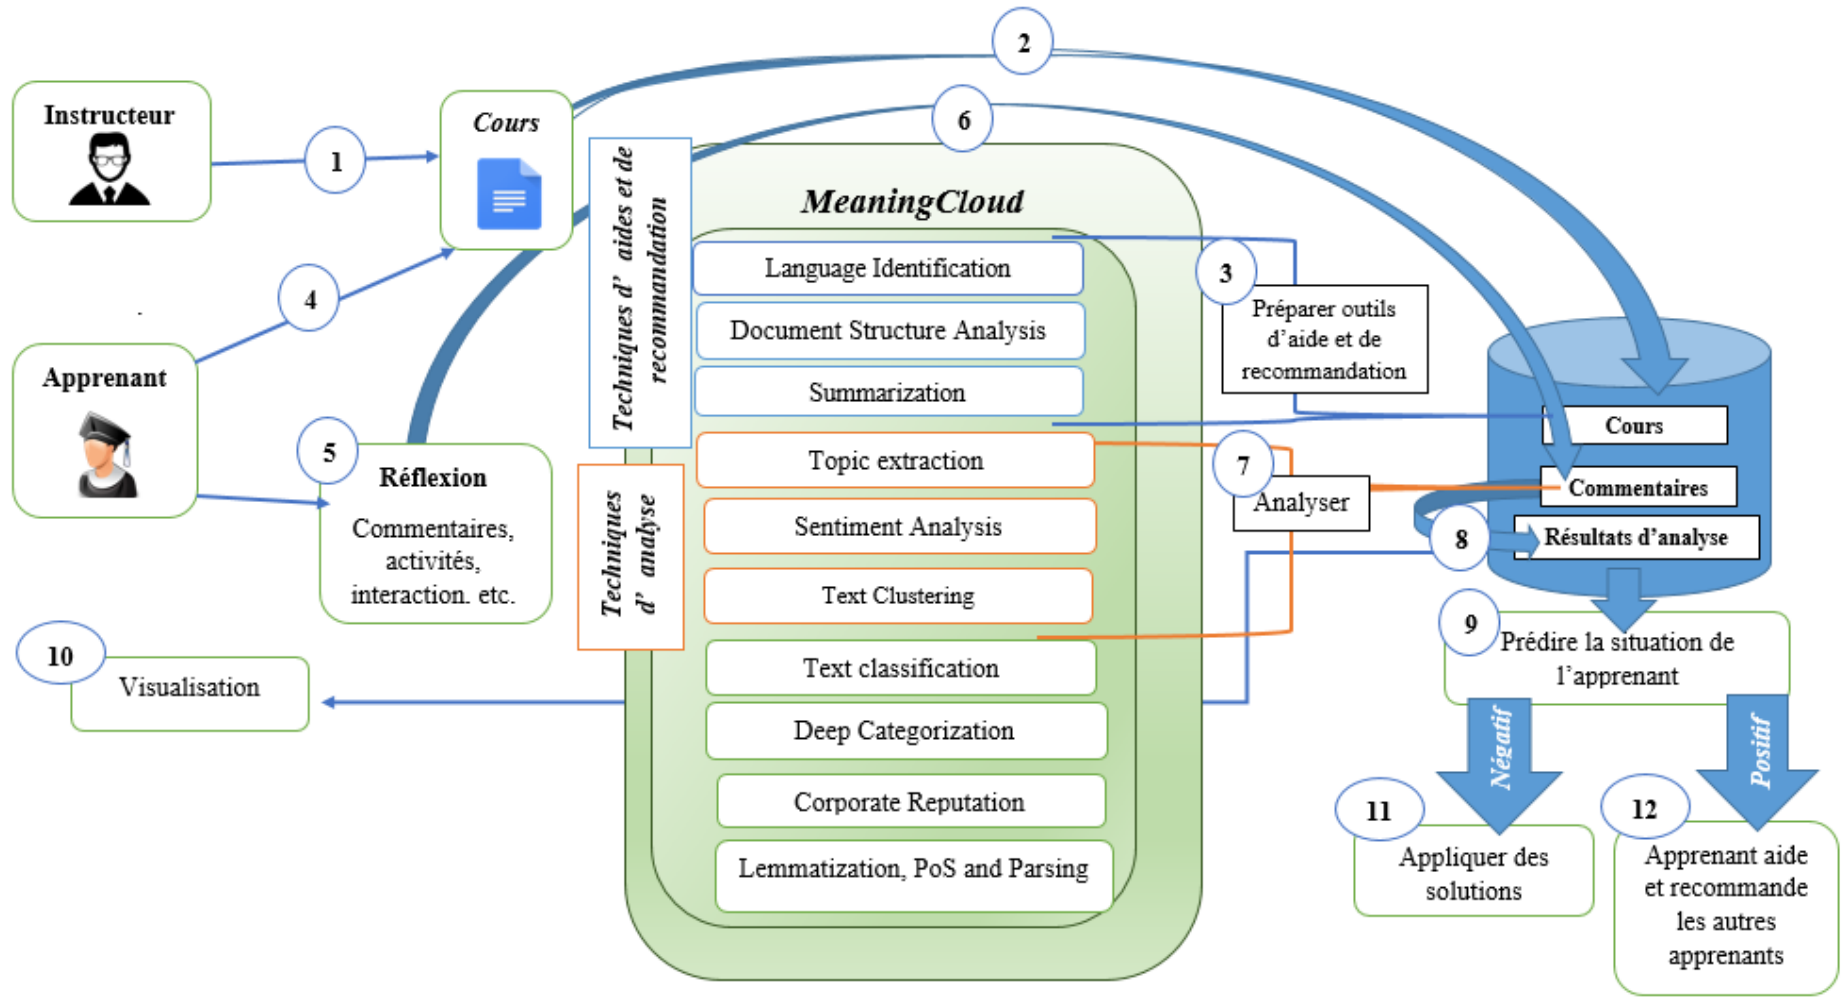 2
Instructeur
1
Cours
6
Techniques d’ aides et de
recommandation
MeaningCloud
Language Identification
3
Document Structure Analysis
Préparer outils
d’aide et de
recommandation
4
.
Summarization
Apprenant
Cours
5
Réflexion
Commentaires,
activités,
interaction. etc.
Techniques
d’ analyse
Topic extraction
7
Analyser
Commentaires
Sentiment Analysis
8
Résultats d’analyse
Text Clustering
9
Prédire la situation de
l’apprenant
10
Visualisation
Text classification
Deep Categorization
Négatif
Positif
Corporate Reputation
11
12
Lemmatization, PoS and Parsing
Appliquer des
solutions
Apprenant aide
et recommande
les autres
apprenants